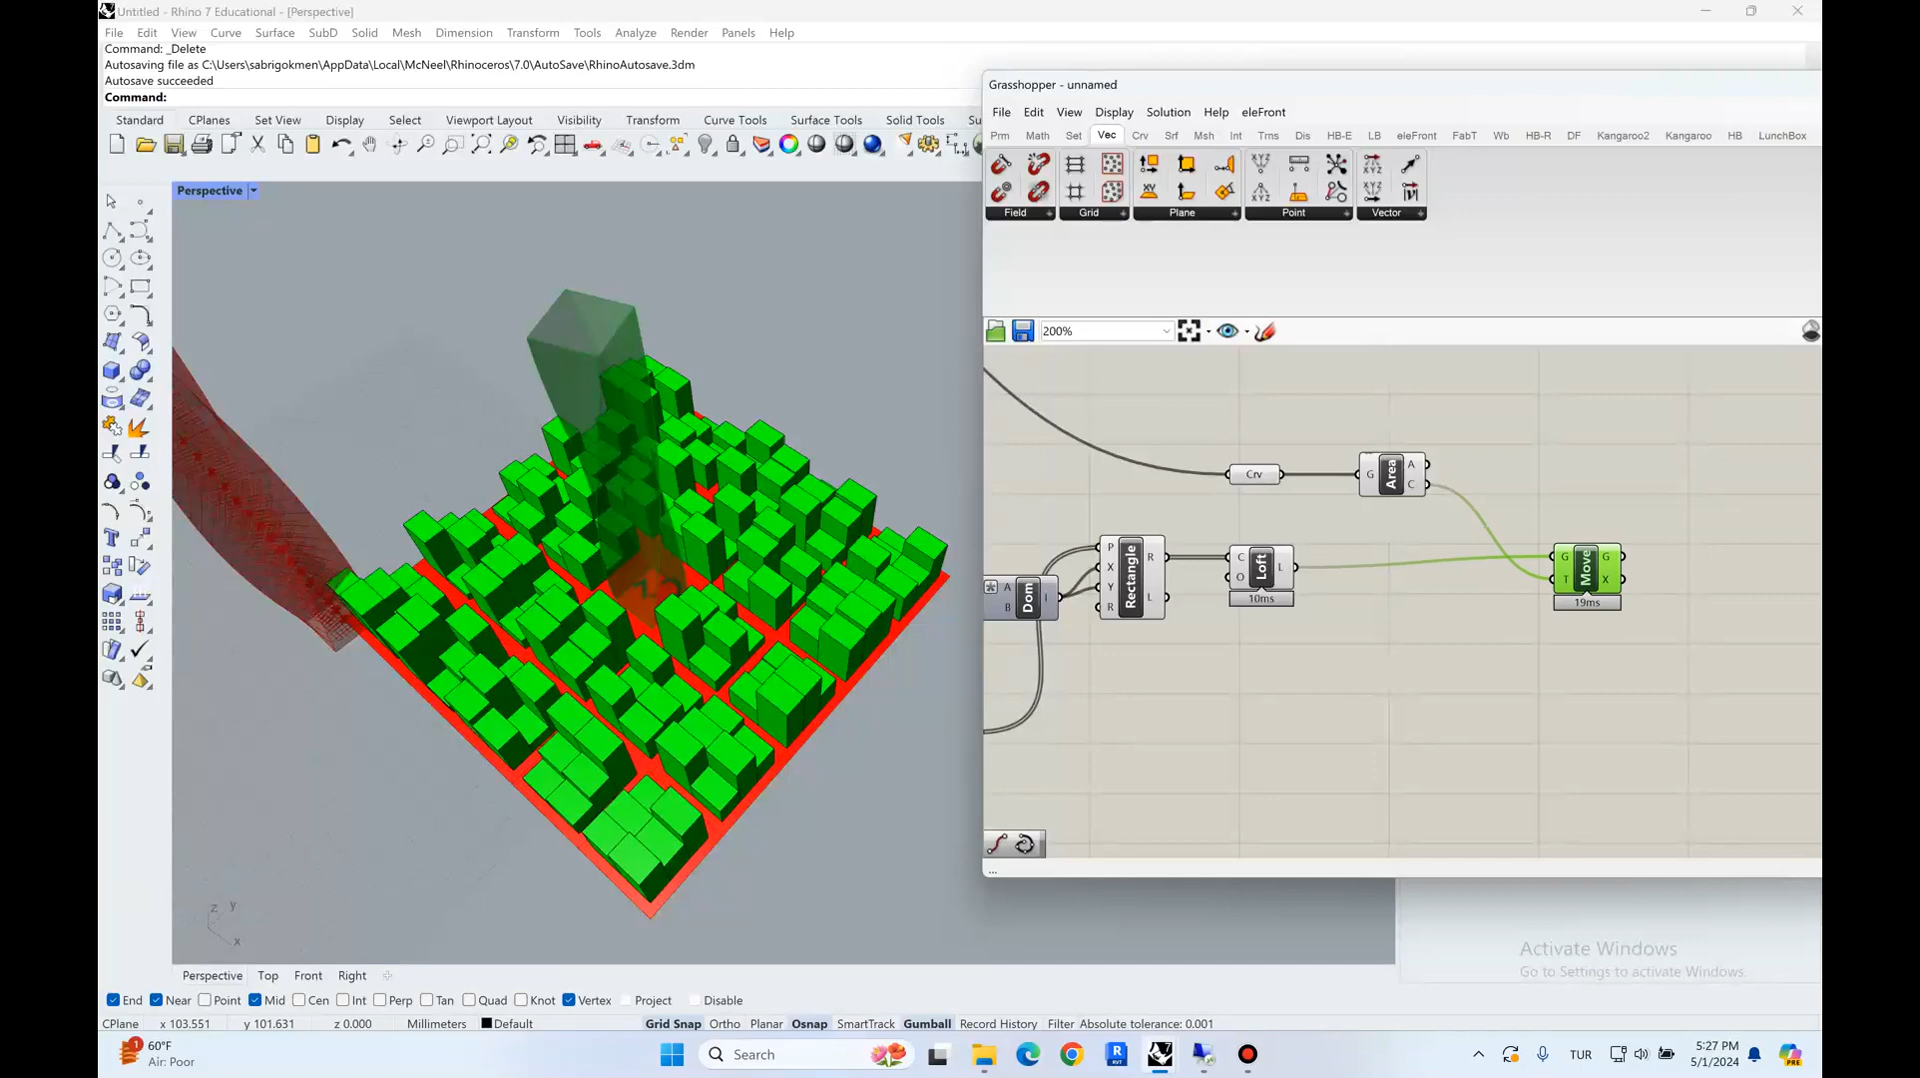 Untitled - Rhino 7 Educational - [Perspective]
File Edit View Curve Surface SubD Solid Mesh Dimension Transform Tools Analyze Render Panels Help
Command: _Delete
Autosaving file as C:\Users\sabrigokmen\AppData\Local\McNeel\Rhinoceros\7.0\AutoSave\RhinoAutosave.3dm
Autosave succeeded
Command:
Standard CPlanes Set View Display Select Viewport Layout Visibility Transform Curve Tools Surface Tools Solid Tools
Perspective
Grasshopper - unnamed
File Edit View Display Solution Help eleFront
Prm Math Set Vec Crv Srf Msh Int Trns Dis HB-E LB eleFront FabT Wb HB-R DF Kangaroo2 Kangaroo HB LunchBox
Field Grid Plane Point Vector
200%
Crv
G Area A C
A B Dom I
P X Y R Rectangle R L
C O Loft L
10ms
G T Move G X
19ms
...
z y x
Activate Windows
Go to Settings to activate Windows.
Perspective Top Front Right
End Near Point Mid Cen Int Perp Tan Quad Knot Vertex Project Disable
CPlane x 103.551 y 101.631 z 0.000 Millimeters Default Grid Snap Ortho Planar Osnap SmartTrack Gumball Record History Filter Absolute tolerance: 0.001
1
60°F
Air: Poor
Search
R
RVT
TUR
5:27 PM
5/1/2024
PRE